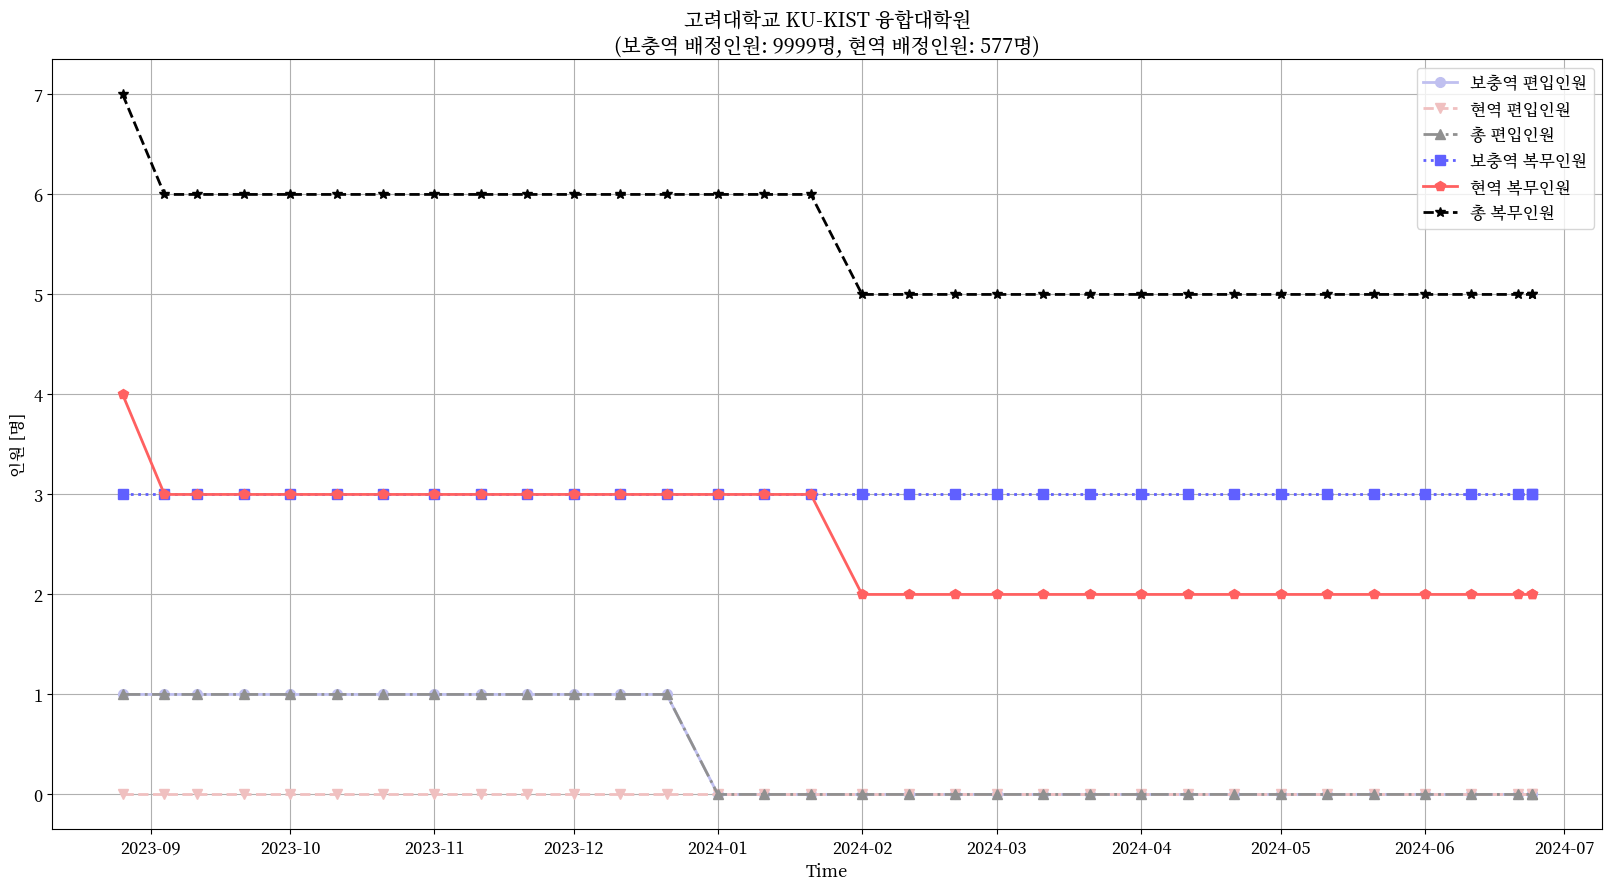 고려대학교 KU-KIST 융합대학원
(보충역 배정인원: 9999명, 현역 배정인원: 577명)
보충역 편입인원
현역 편입인원
총 편입인원
보충역 복무인원
현역 복무인원
총 복무인원
인원 [명]
7
6
5
4
3
2
1
0
2023-09 2023-10 2023-11 2023-12 2024-01 2024-02 2024-03 2024-04 2024-05 2024-06 2024-07
Time